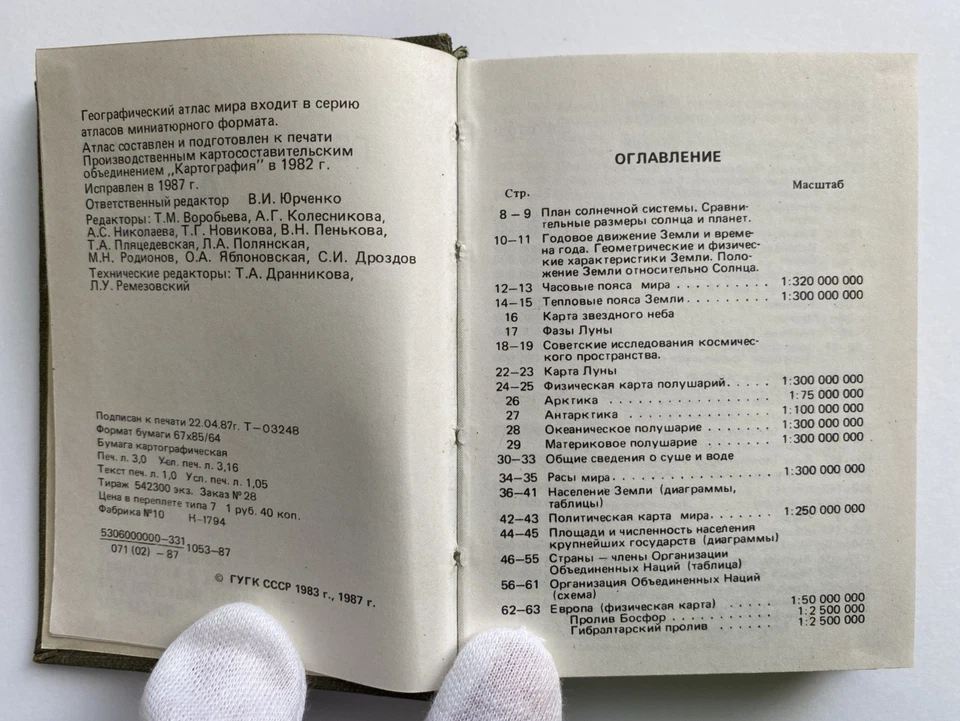 Географический атлас мира входит в серию
атласов миниатюрного формата.
Атлас составлен и подготовлен к печати
Производственным картосоставительским
объединением „Картография" в 1982 г.
Исправлен в 1987 г.
Ответственный редактор В.И. Юрченко
Редакторы: Т.М. Воробьева, А.Г. Колесникова,
А.С. Николаева, Т.Г. Новикова, В.Н. Пенькова,
Т.А. Пляцедевская, Л.А. Полянская,
М.Н. Родионов, О.А. Яблоновская, С.И. Дроздов
Технические редакторы: Т.А. Дранникова,
Л.У. Ремезовский
Подписан к печати 22.04.87г. Т—03248
Формат бумаги 67х85/64
Бумага картографическая
Печ. л. 3,0 Усл. печ. л. 3,16
Текст печ. л. 1,0 Усл. печ. л. 1,05
Тираж 542300 экз. Заказ № 28
Цена в переплете типа 7 1 руб. 40 коп.
Фабрика №10 К-1794
5306000000—331
071 (02) — 87
1053—87
© ГУГК СССР 1983 г., 1987 г.
ОГЛАВЛЕНИЕ
Стр. Масштаб
8 — 9 План солнечной системы. Сравни-
тельные размеры солнца и планет.
10—11 Годовое движение Земли и време-
на года. Геометрические и физичес-
кие характеристики Земли. Поло-
жение Земли относительно Солнца.
12—13 Часовые пояса мира . . . . . . . . . 1:320 000 000
14—15 Тепловые пояса Земли . . . . . . . . 1:300 000 000
16 Карта звездного неба
17 Фазы Луны
18—19 Советские исследования космичес-
кого пространства.
22—23 Карта Луны
24—25 Физическая карта полушарий . . . . . 1:300 000 000
26 Арктика . . . . . . . . . . . . . . . 1:75 000 000
27 Антарктика . . . . . . . . . . . . . 1:100 000 000
28 Океаническое полушарие . . . . . . . 1:300 000 000
29 Материковое полушарие . . . . . . . 1:300 000 000
30—33 Общие сведения о суше и воде
34—35 Расы мира . . . . . . . . . . . . . . 1:300 000 000
36—41 Население Земли (диаграммы,
таблицы)
42—43 Политическая карта мира . . . . . . 1:250 000 000
44—45 Площади и численность населения
крупнейших государств (диаграммы)
46—55 Страны — члены Организации
Объединенных Наций (таблица)
56—61 Организация Объединенных Наций
(схема)
62—63 Европа (физическая карта) . . . . . 1:50 000 000
Пролив Босфор . . . . . . . . . . . 1:2 500 000
Гибралтарский пролив . . . . . . 1:2 500 000